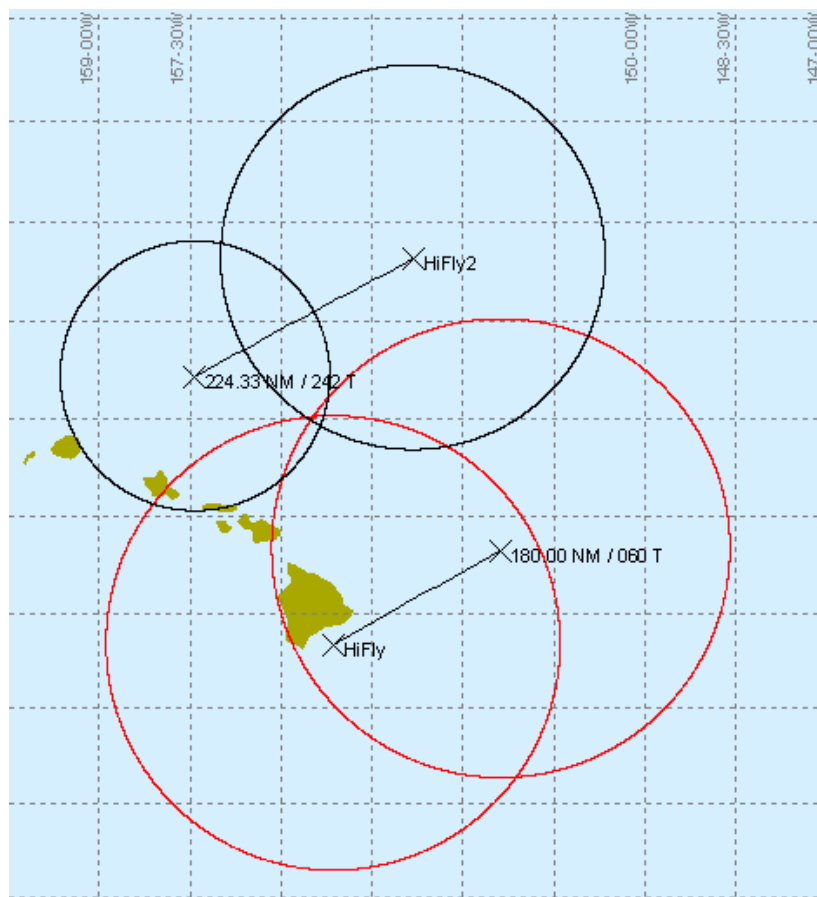 159-00W
157-30W
150-00W
148-30W
147-00W
HiFly2
224.33 NM / 242 T
180.00 NM / 060 T
HiFly